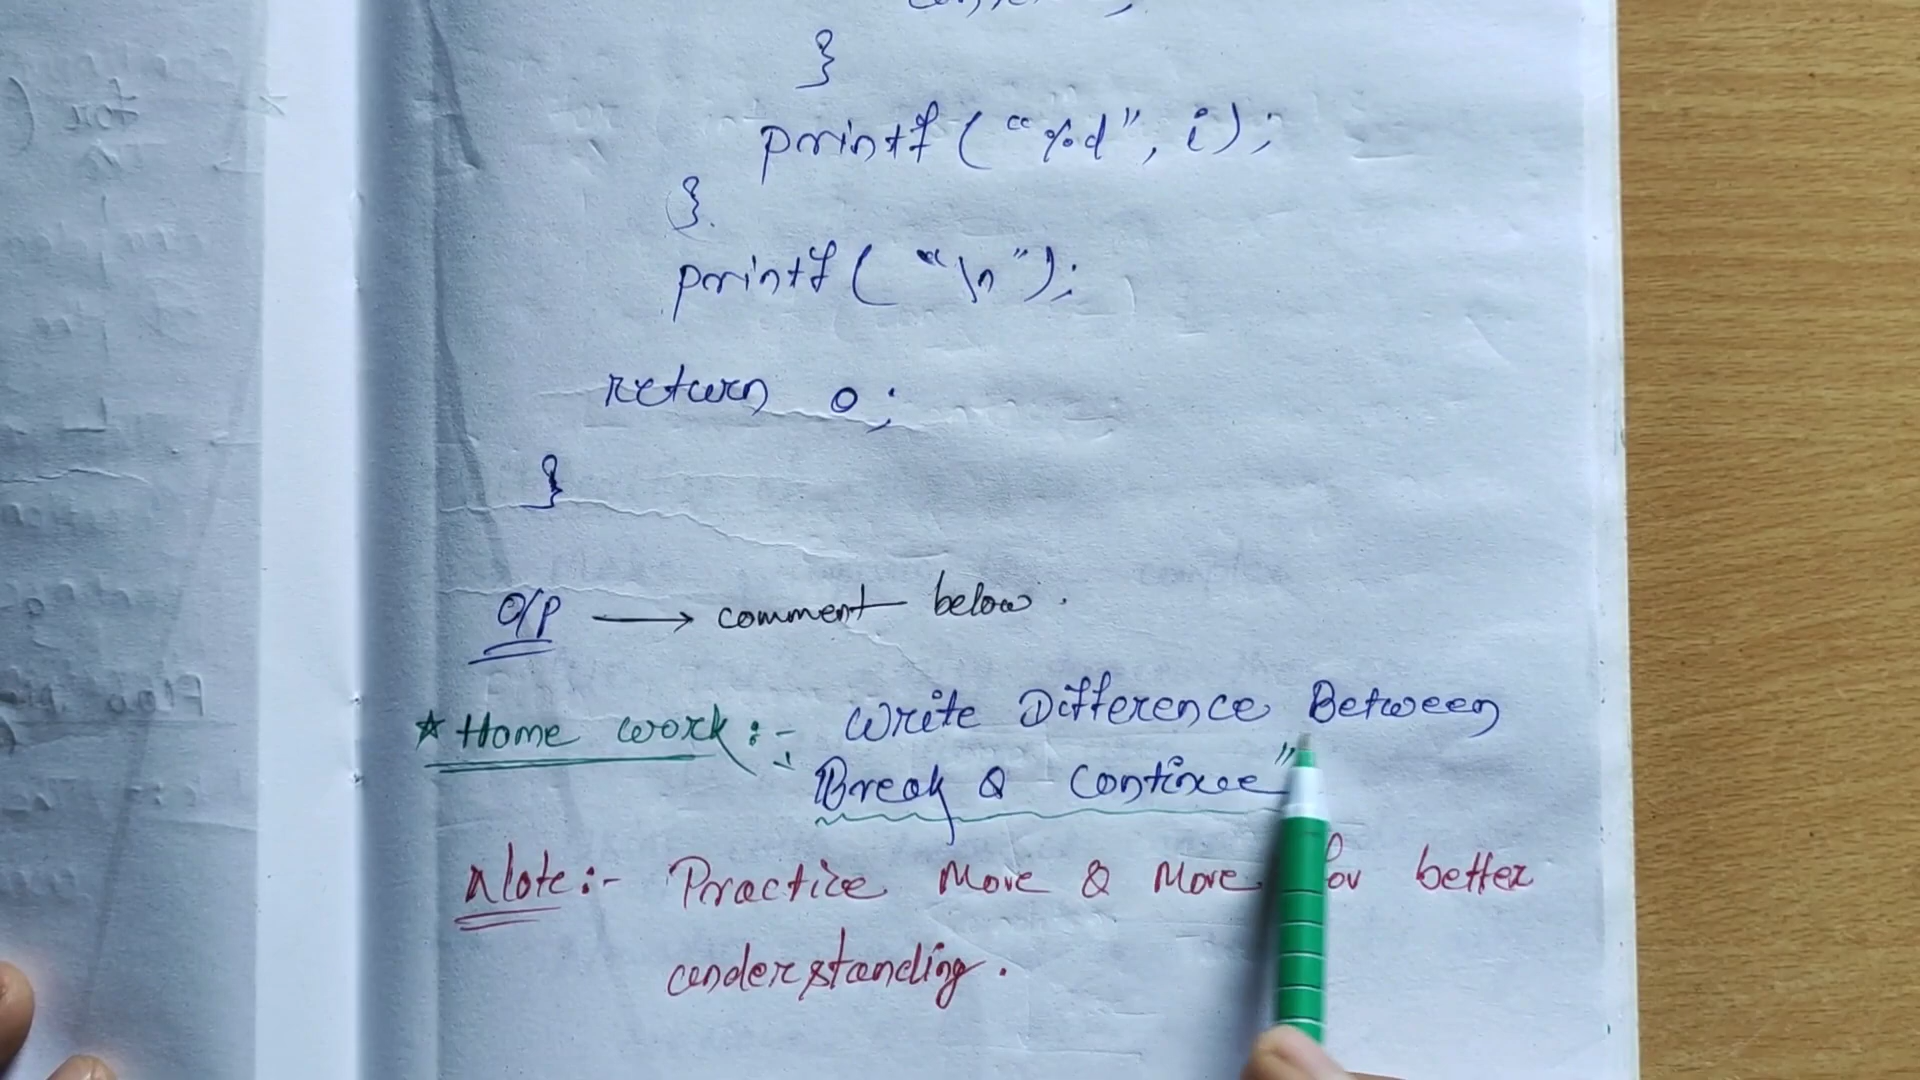 }
printf ( "%d", i);
}.
printf ( "\n");
return 0;
}
O/P → comment below.
* Home work :- Write Difference Between
Break & Continue"
Note :- Practice More & More for better
understanding.